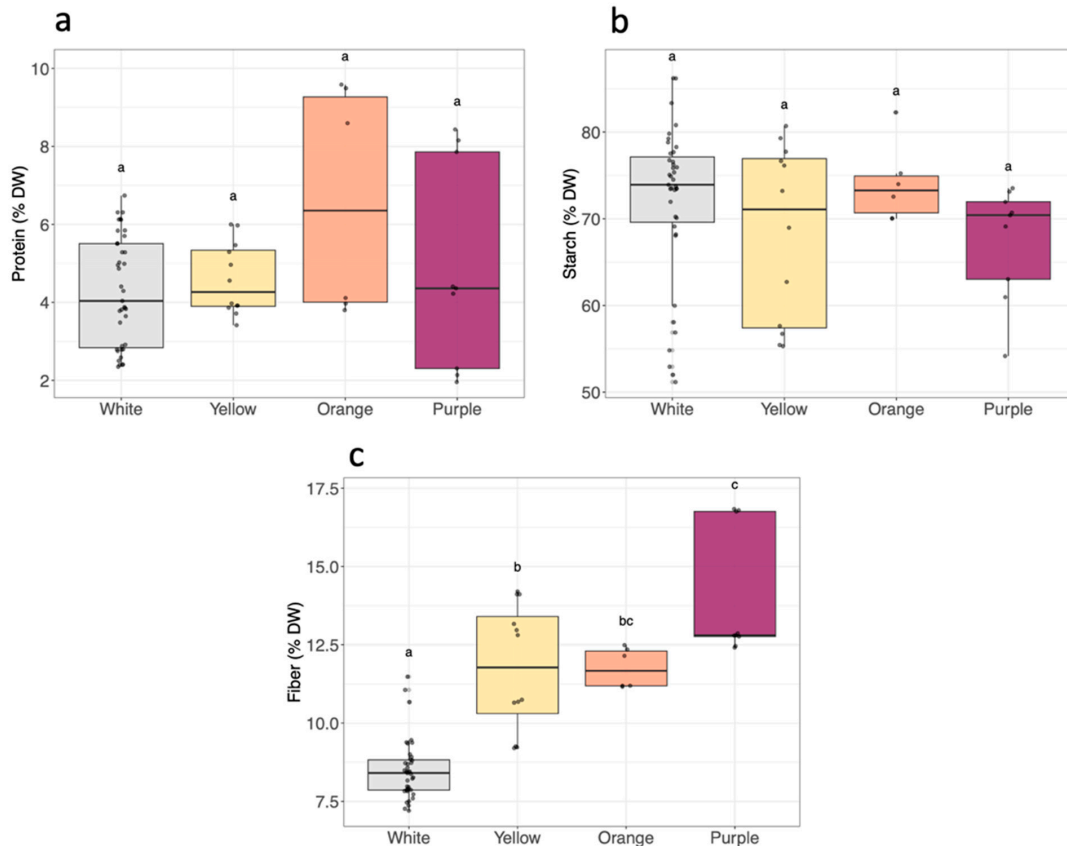 a
b
Protein (% DW)
10
8
6
4
2
a
a
a
a
White
Yellow
Orange
Purple
Starch (% DW)
80
70
60
50
a
a
a
a
White
Yellow
Orange
Purple
c
Fiber (% DW)
17.5
15.0
12.5
10.0
7.5
a
b
bc
c
White
Yellow
Orange
Purple